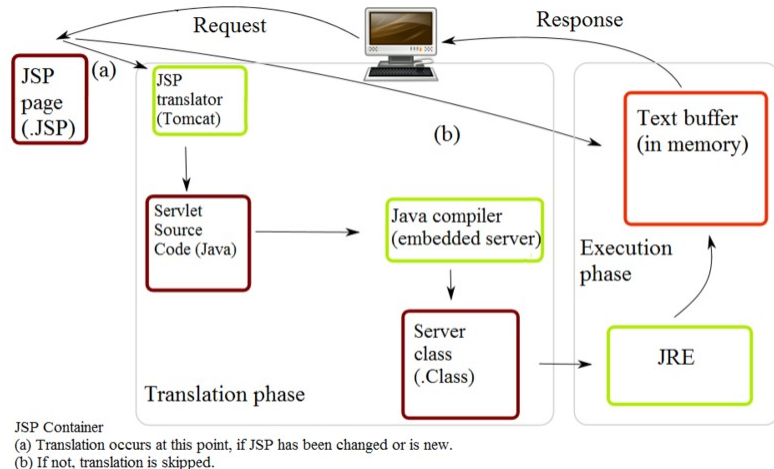 Request
Response
JSP
page
(.JSP)
(a)
JSP
translator
(Tomcat)
(b)
Text buffer
(in memory)
Servlet
Source
Code (Java)
Java compiler
(embedded server)
Execution
phase
Server
class
(.Class)
JRE
Translation phase
JSP Container
(a) Translation occurs at this point, if JSP has been changed or is new.
(b) If not, translation is skipped.